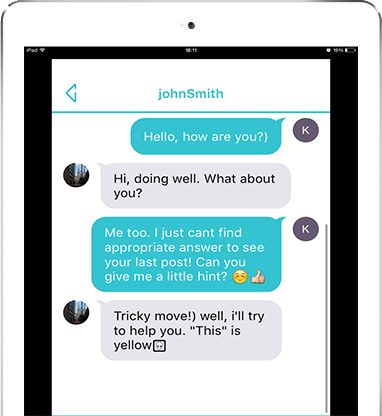 iPad 18:11 19%
johnSmith
Hello, how are you?)
K
Hi, doing well. What about
you?
Me too. I just cant find
appropriate answer to see
your last post! Can you
give me a little hint? ☺️ 👍🏻
K
Tricky move!) well, i'll try
to help you. "This" is
yellow